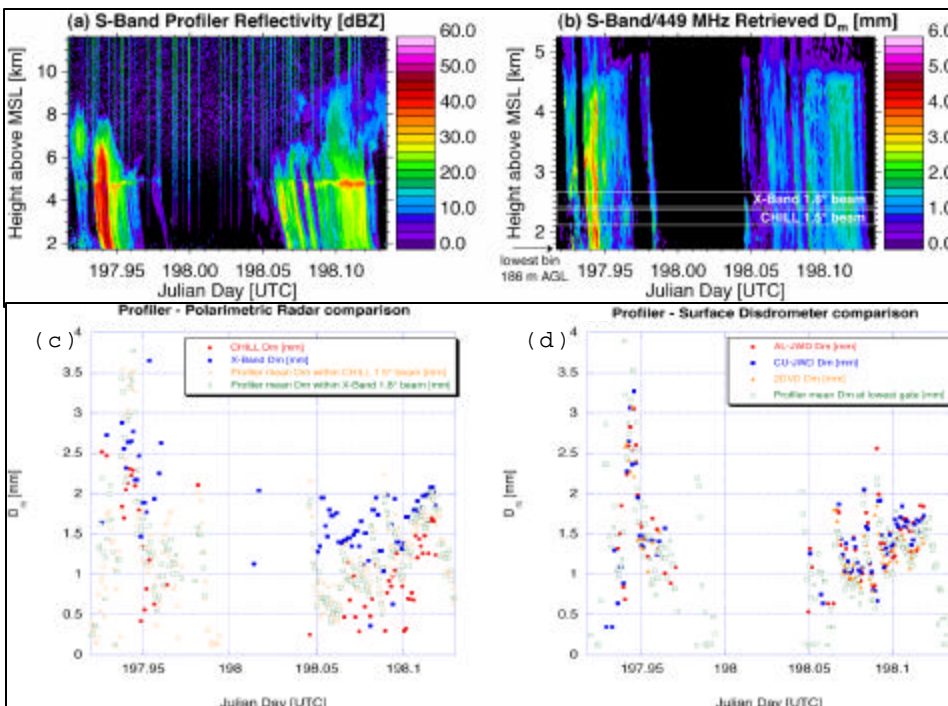 (a) S-Band Profiler Reflectivity [dBZ]
Height above MSL [km]
10
8
6
4
2
197.95 198.00 198.05 198.10
Julian Day [UTC]
60.0
50.0
40.0
30.0
20.0
10.0
0.0
(b) S-Band/449 MHz Retrieved Dm [mm]
Height above MSL [km]
5
4
3
2
X-Band 1.8° beam
CHILL 1.5° beam
lowest bin
186 m AGL
197.95 198.00 198.05 198.10
Julian Day [UTC]
6.0
5.0
4.0
3.0
2.0
1.0
0.0
Profiler - Polarimetric Radar comparison
(c)
CHILL Dm [mm]
X-Band Dm [mm]
Profiler mean Dm within CHILL 1.5° beam [mm]
Profiler mean Dm within X-Band 1.8° beam [mm]
Dm [mm]
4
3.5
3
2.5
2
1.5
1
0.5
0
197.95 198 198.05 198.1
Julian Day [UTC]
Profiler - Surface Disdrometer comparison
(d)
AL-JWD Dm [mm]
CU-JWD Dm [mm]
2DVD Dm [mm]
Profiler mean Dm at lowest gate [mm]
Dm [mm]
4
3.5
3
2.5
2
1.5
1
0.5
0
197.95 198 198.05 198.1
Julian Day [UTC]